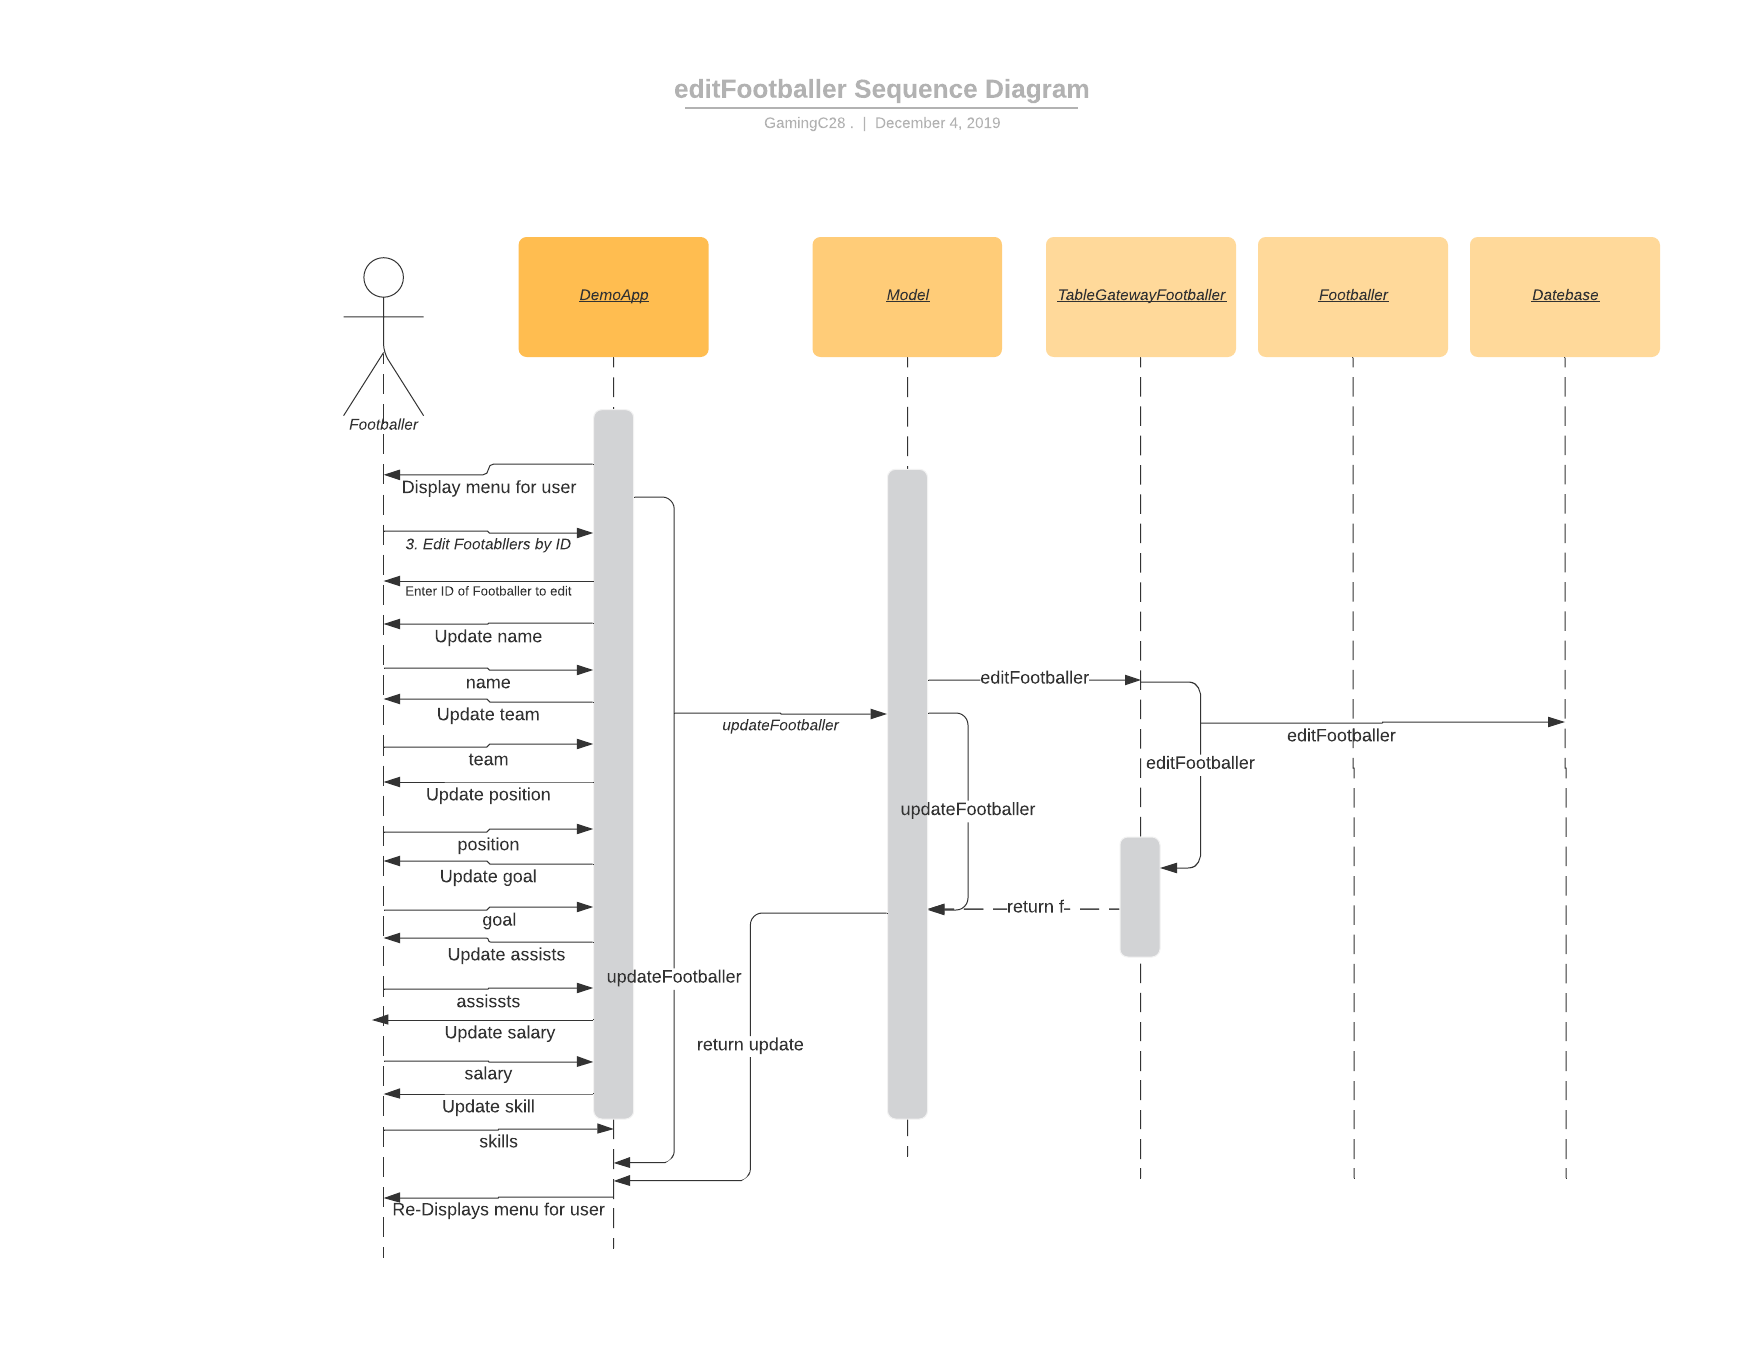 editFootballer Sequence Diagram
GamingC28 . | December 4, 2019
DemoApp
Model
TableGatewayFootballer
Footballer
Datebase
Footballer
Display menu for user
3. Edit Footabllers by ID
Enter ID of Footballer to edit
Update name
name
editFootballer
Update team
updateFootballer
editFootballer
team
editFootballer
Update position
updateFootballer
position
Update goal
return f
goal
Update assists
updateFootballer
assissts
Update salary
return update
salary
Update skill
skills
Re-Displays menu for user